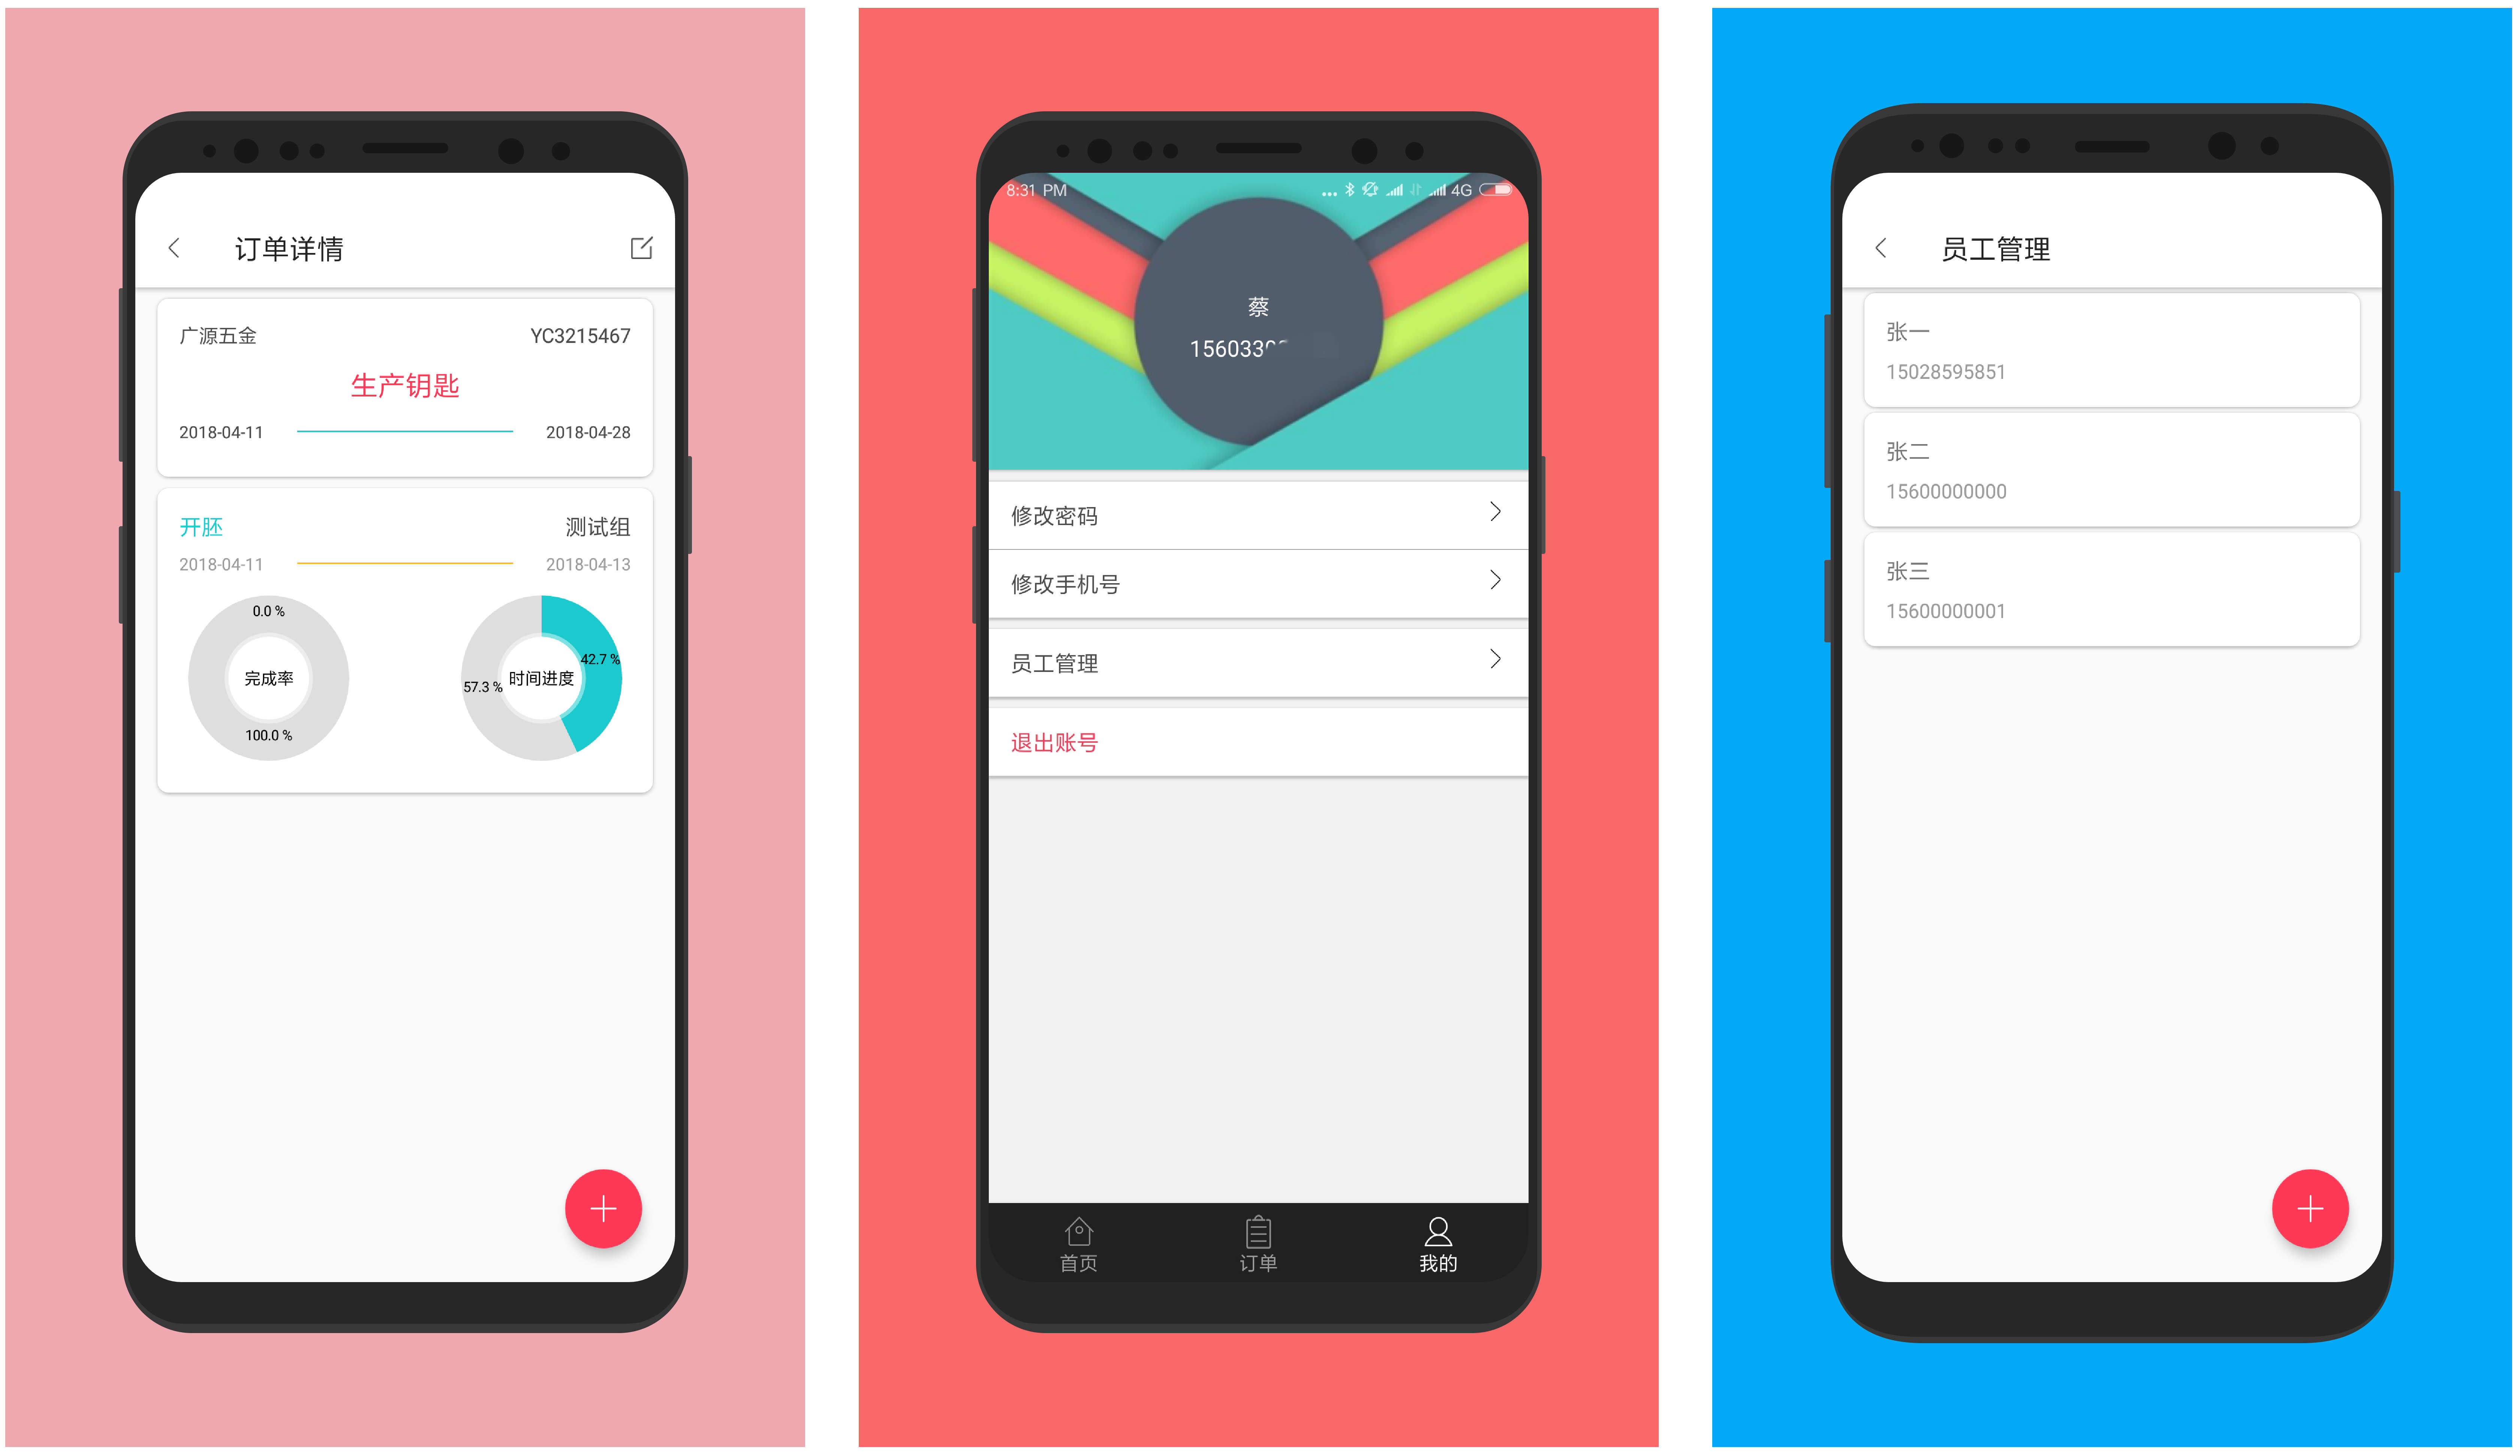 订单详情
广源五金 YC3215467
生产钥匙
2018-04-11 2018-04-28
开胚 测试组
2018-04-11 2018-04-13
0.0 %
完成率
100.0 %
42.7 %
57.3 % 时间进度
8:31 PM 4G
蔡
1560339
修改密码
修改手机号
员工管理
退出账号
首页 订单 我的
员工管理
张一
15028595851
张二
15600000000
张三
15600000001